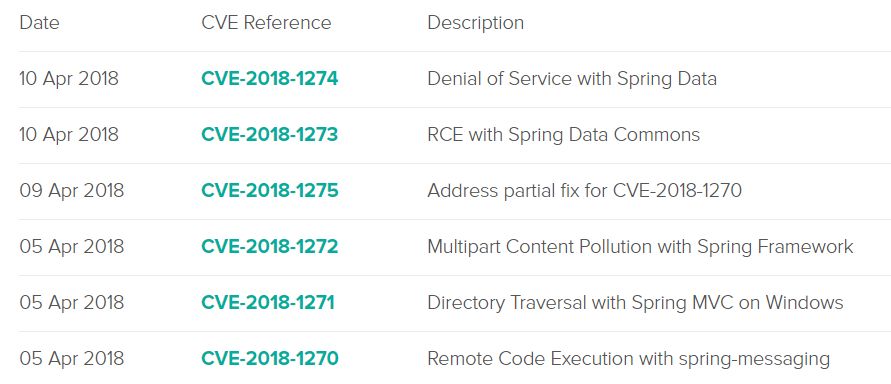 Date CVE Reference Description
10 Apr 2018 CVE-2018-1274 Denial of Service with Spring Data
10 Apr 2018 CVE-2018-1273 RCE with Spring Data Commons
09 Apr 2018 CVE-2018-1275 Address partial fix for CVE-2018-1270
05 Apr 2018 CVE-2018-1272 Multipart Content Pollution with Spring Framework
05 Apr 2018 CVE-2018-1271 Directory Traversal with Spring MVC on Windows
05 Apr 2018 CVE-2018-1270 Remote Code Execution with spring-messaging